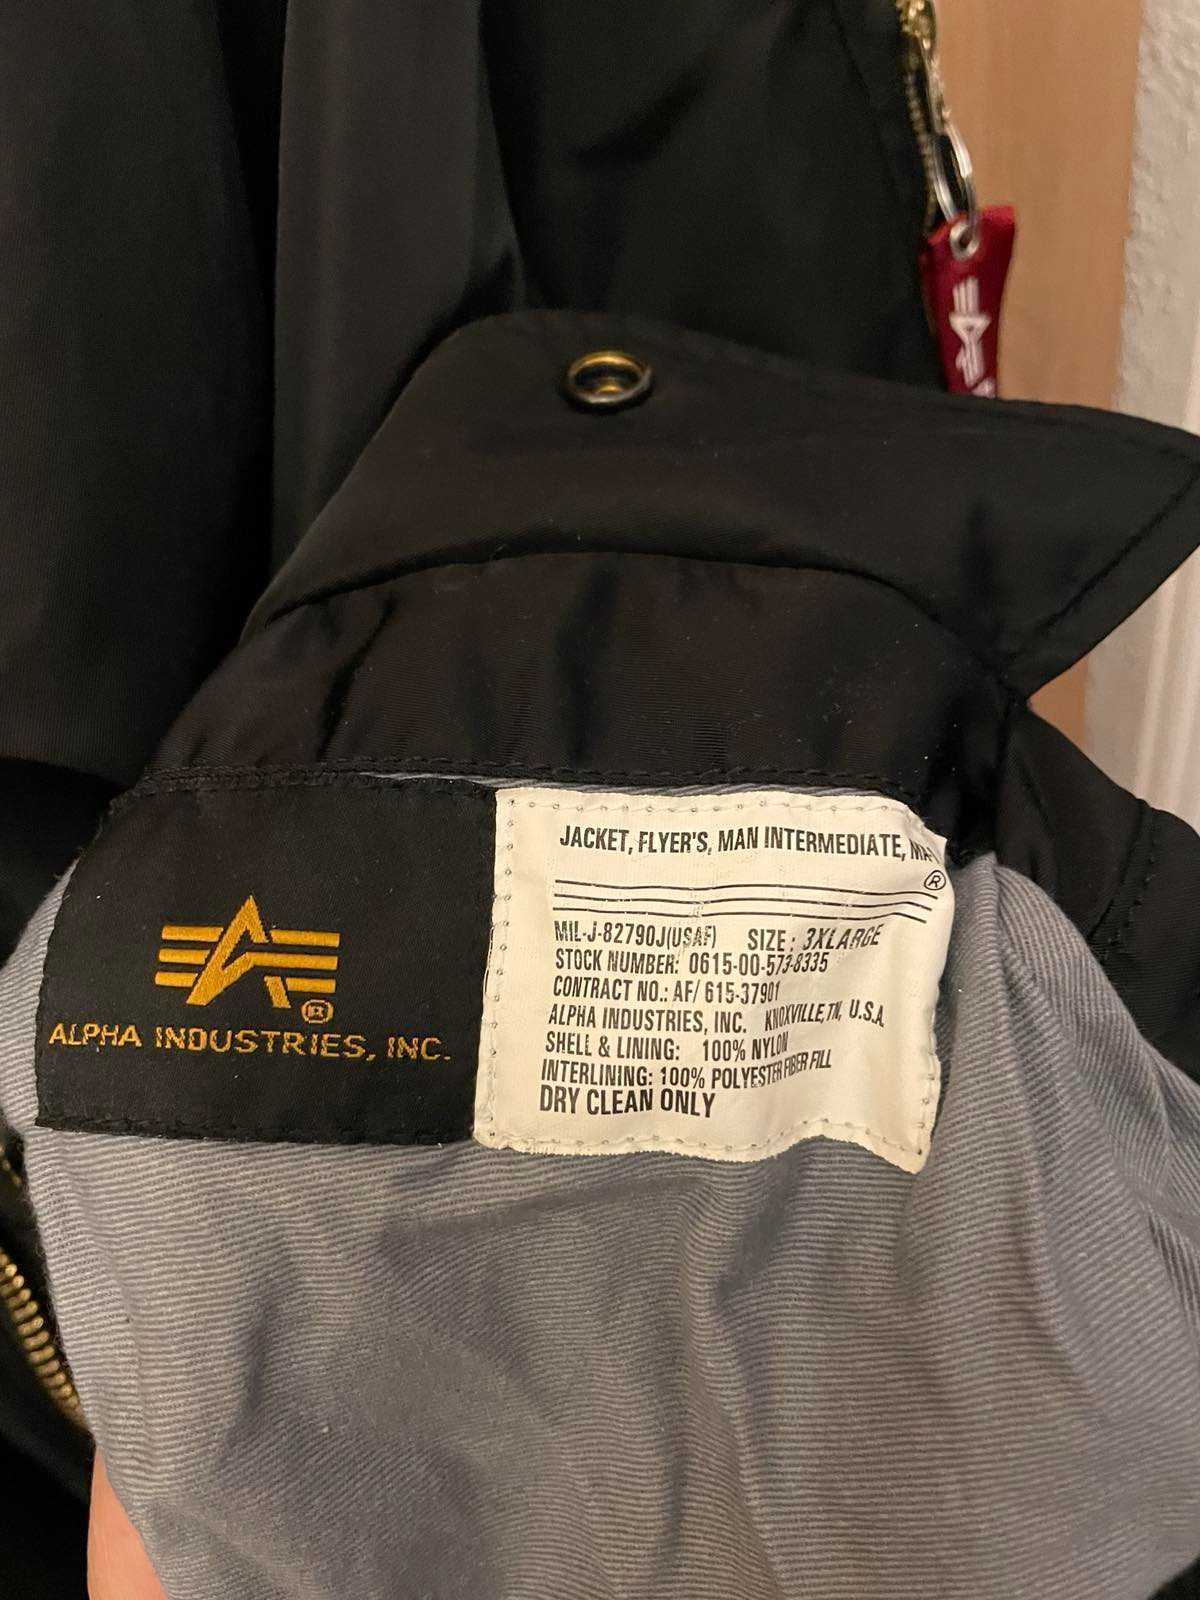 JACKET, FLYER'S, MAN INTERMEDIATE, MA-
®
MIL-J-82790J(USAF) SIZE: 3XLARGE
STOCK NUMBER: 0615-00-573-8335
CONTRACT NO.: AF/ 615-37901
ALPHA INDUSTRIES, INC. KNOXVILLE, TN, U.S.A.
SHELL & LINING: 100% NYLON
INTERLINING: 100% POLYESTER FIBER FILL
DRY CLEAN ONLY
®
ALPHA INDUSTRIES, INC.